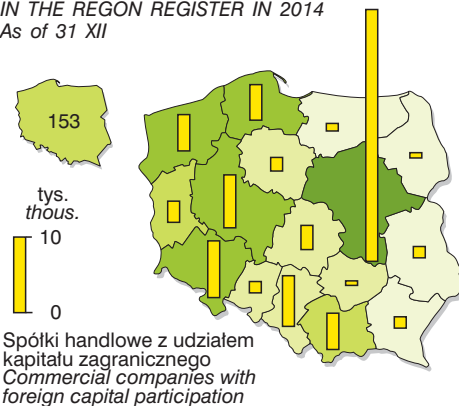 IN THE REGON REGISTER IN 2014
As of 31 XII
153
tys.
thous.
10
0
Spółki handlowe z udziałem
kapitału zagranicznego
Commercial companies with
foreign capital participation